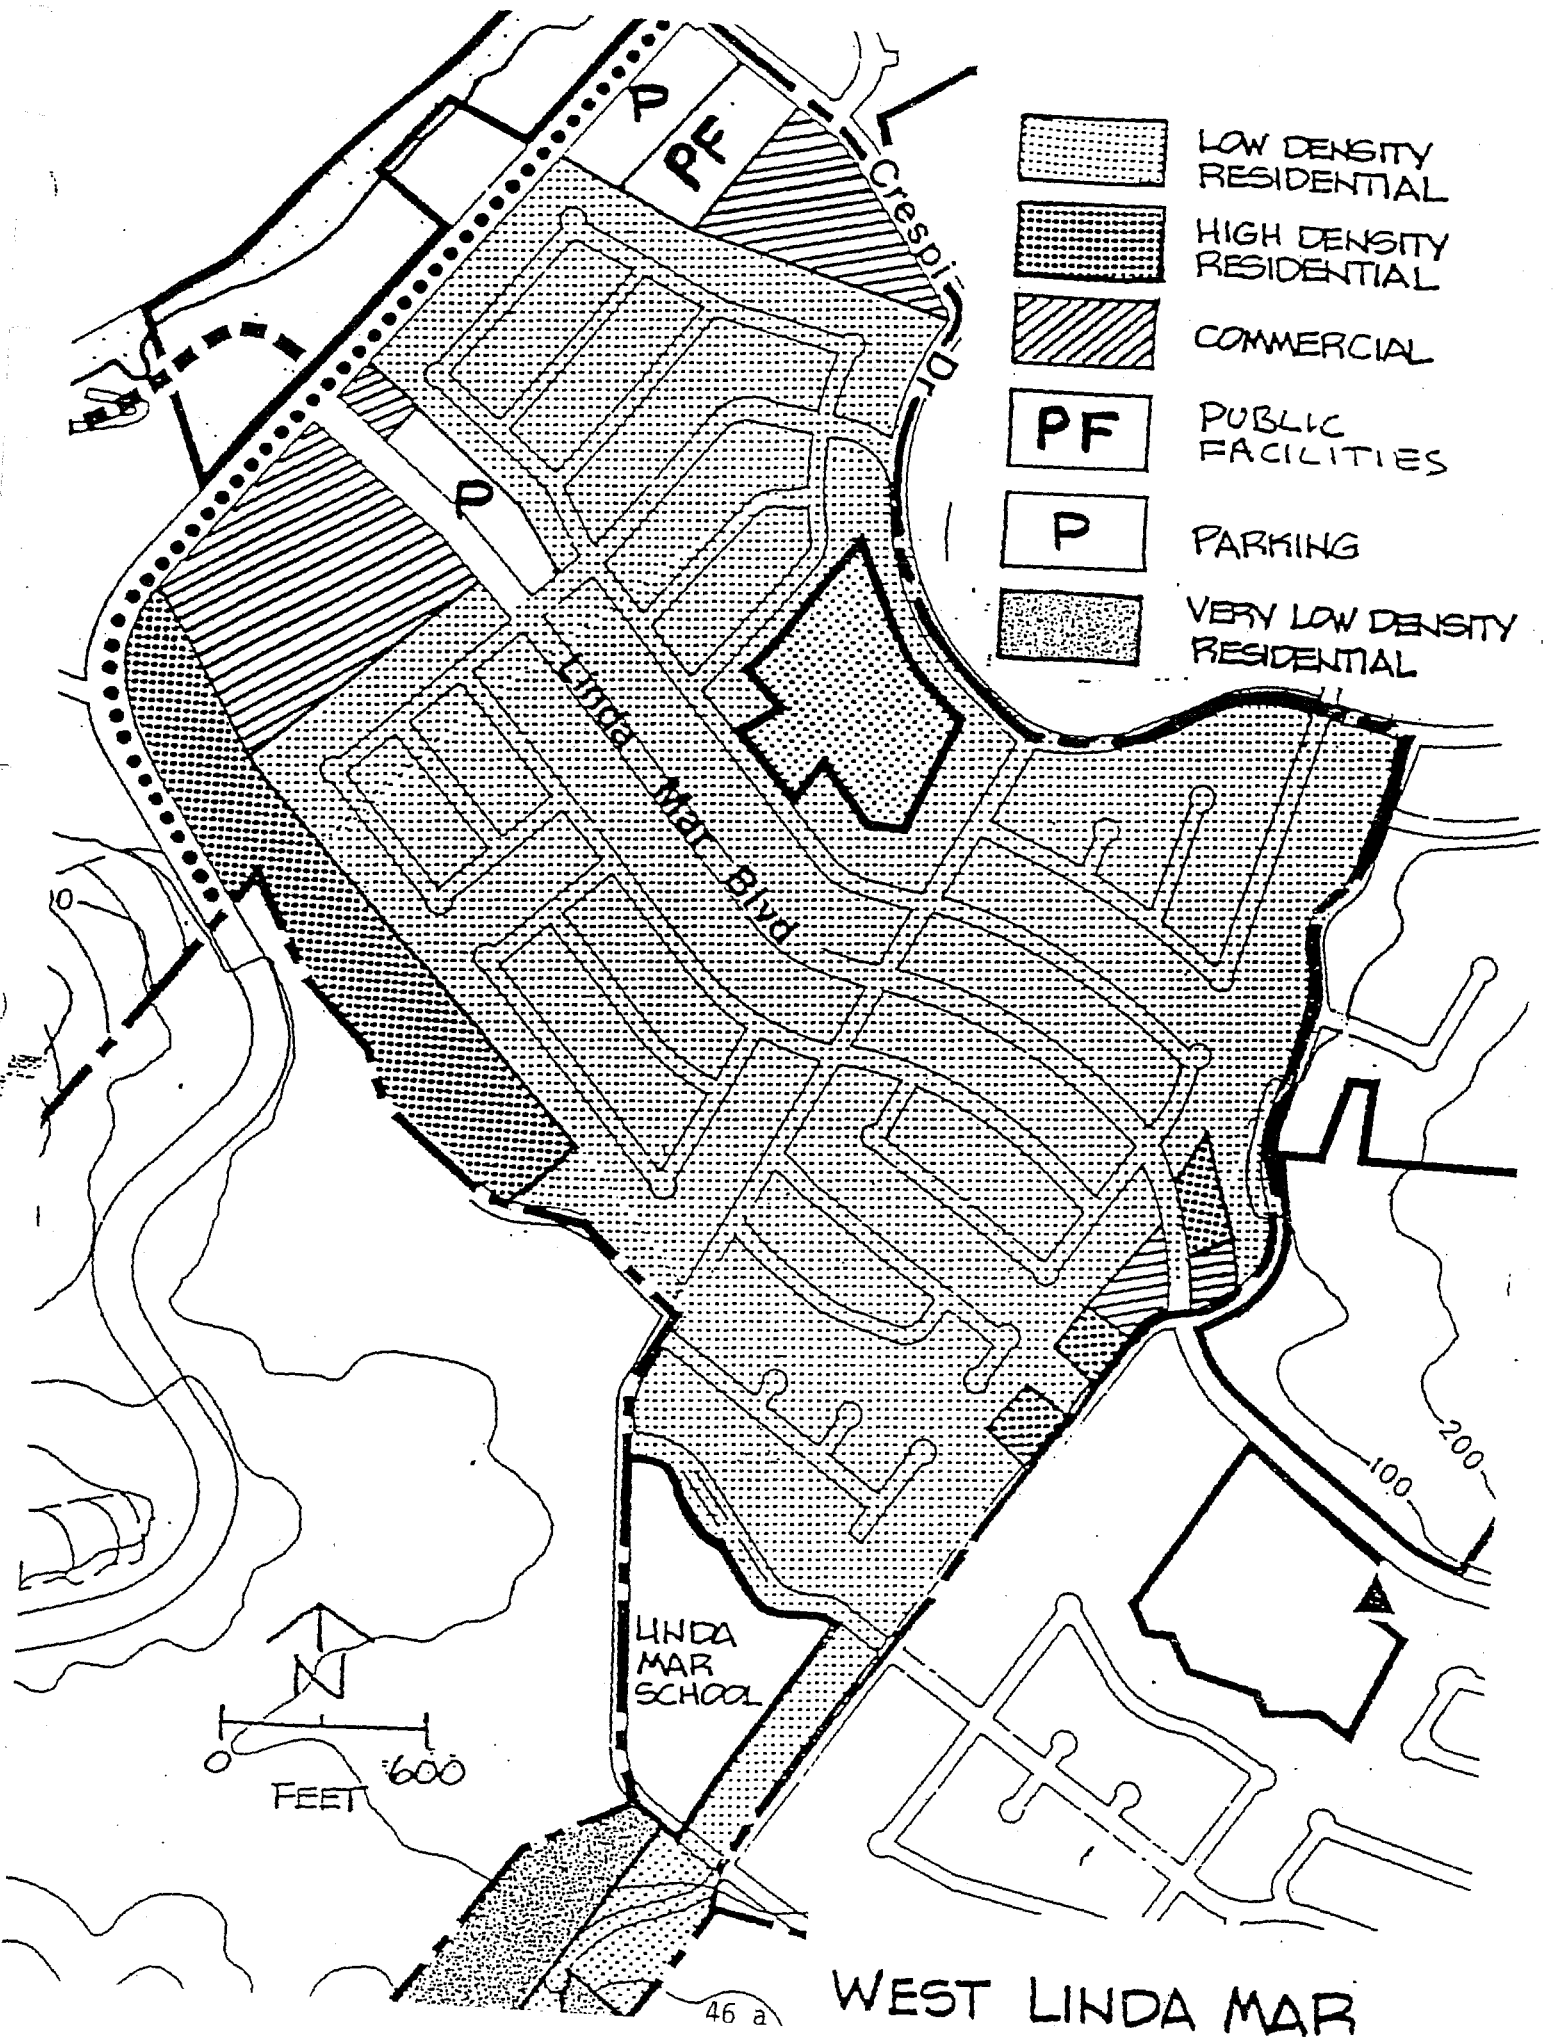 P
PF
Crespi Dr
LOW DENSITY
RESIDENTIAL
HIGH DENSITY
RESIDENTIAL
COMMERCIAL
PF
PUBLIC
FACILITIES
P
PARKING
VERY LOW DENSITY
RESIDENTIAL
P
Linda Mar Blvd
200
100
LINDA
MAR
SCHOOL
N
0
600
FEET
46 a
WEST LINDA MAR